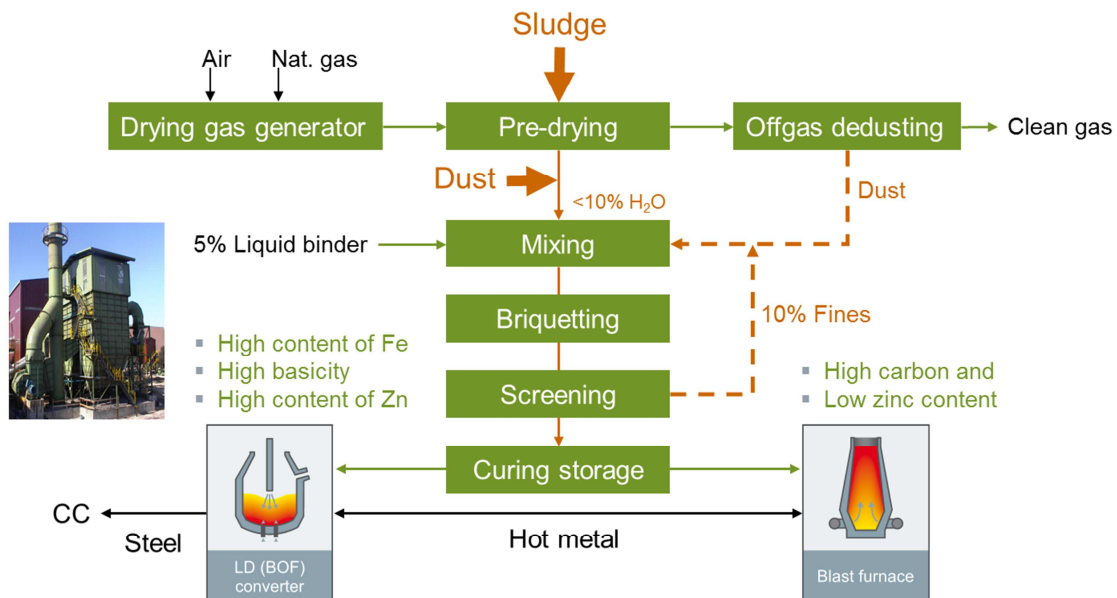 Sludge
Air
Nat. gas
Drying gas generator
Pre-drying
Offgas dedusting
Clean gas
Dust
<10% H₂O
Dust
5% Liquid binder
Mixing
Briquetting
10% Fines
▪ High content of Fe
▪ High basicity
▪ High content of Zn
Screening
▪ High carbon and
▪ Low zinc content
Curing storage
CC
Steel
Hot metal
LD (BOF)
converter
Blast furnace